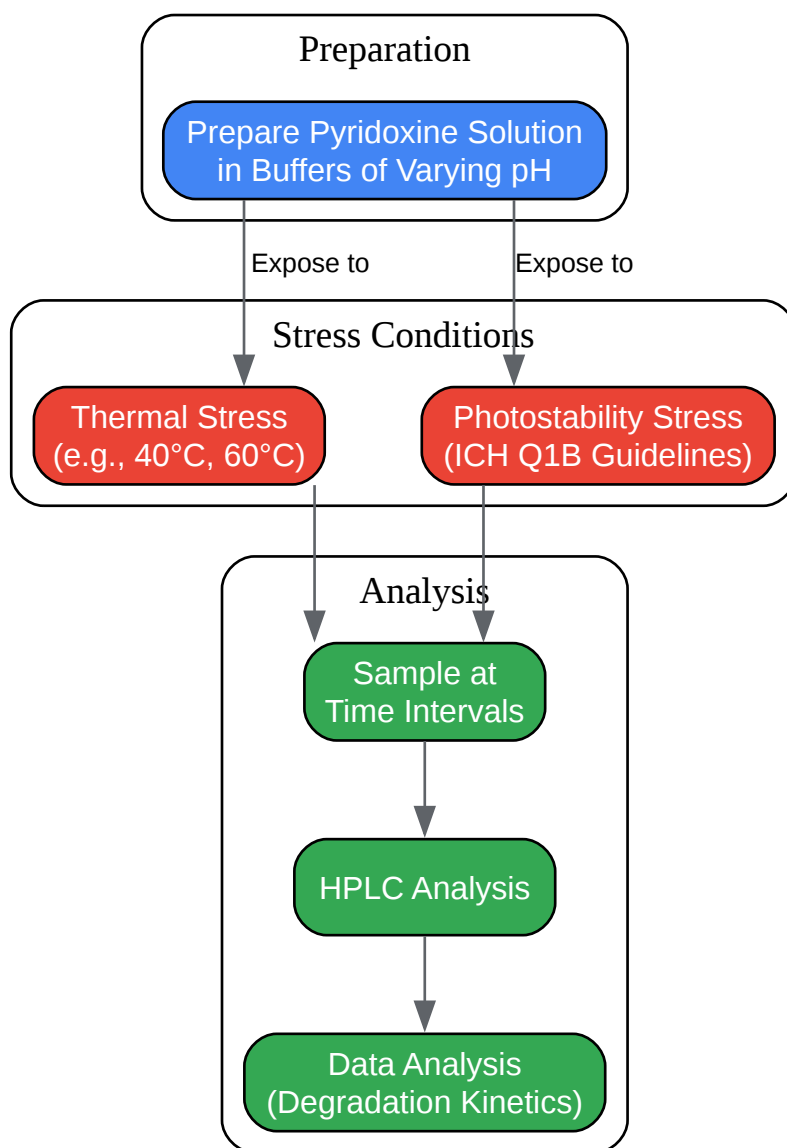 Preparation
Prepare Pyridoxine Solution
in Buffers of Varying pH
Expose to
Expose to
Stress Conditions
Thermal Stress
(e.g., 40°C, 60°C)
Photostability Stress
(ICH Q1B Guidelines)
Analysis
Sample at
Time Intervals
HPLC Analysis
Data Analysis
(Degradation Kinetics)